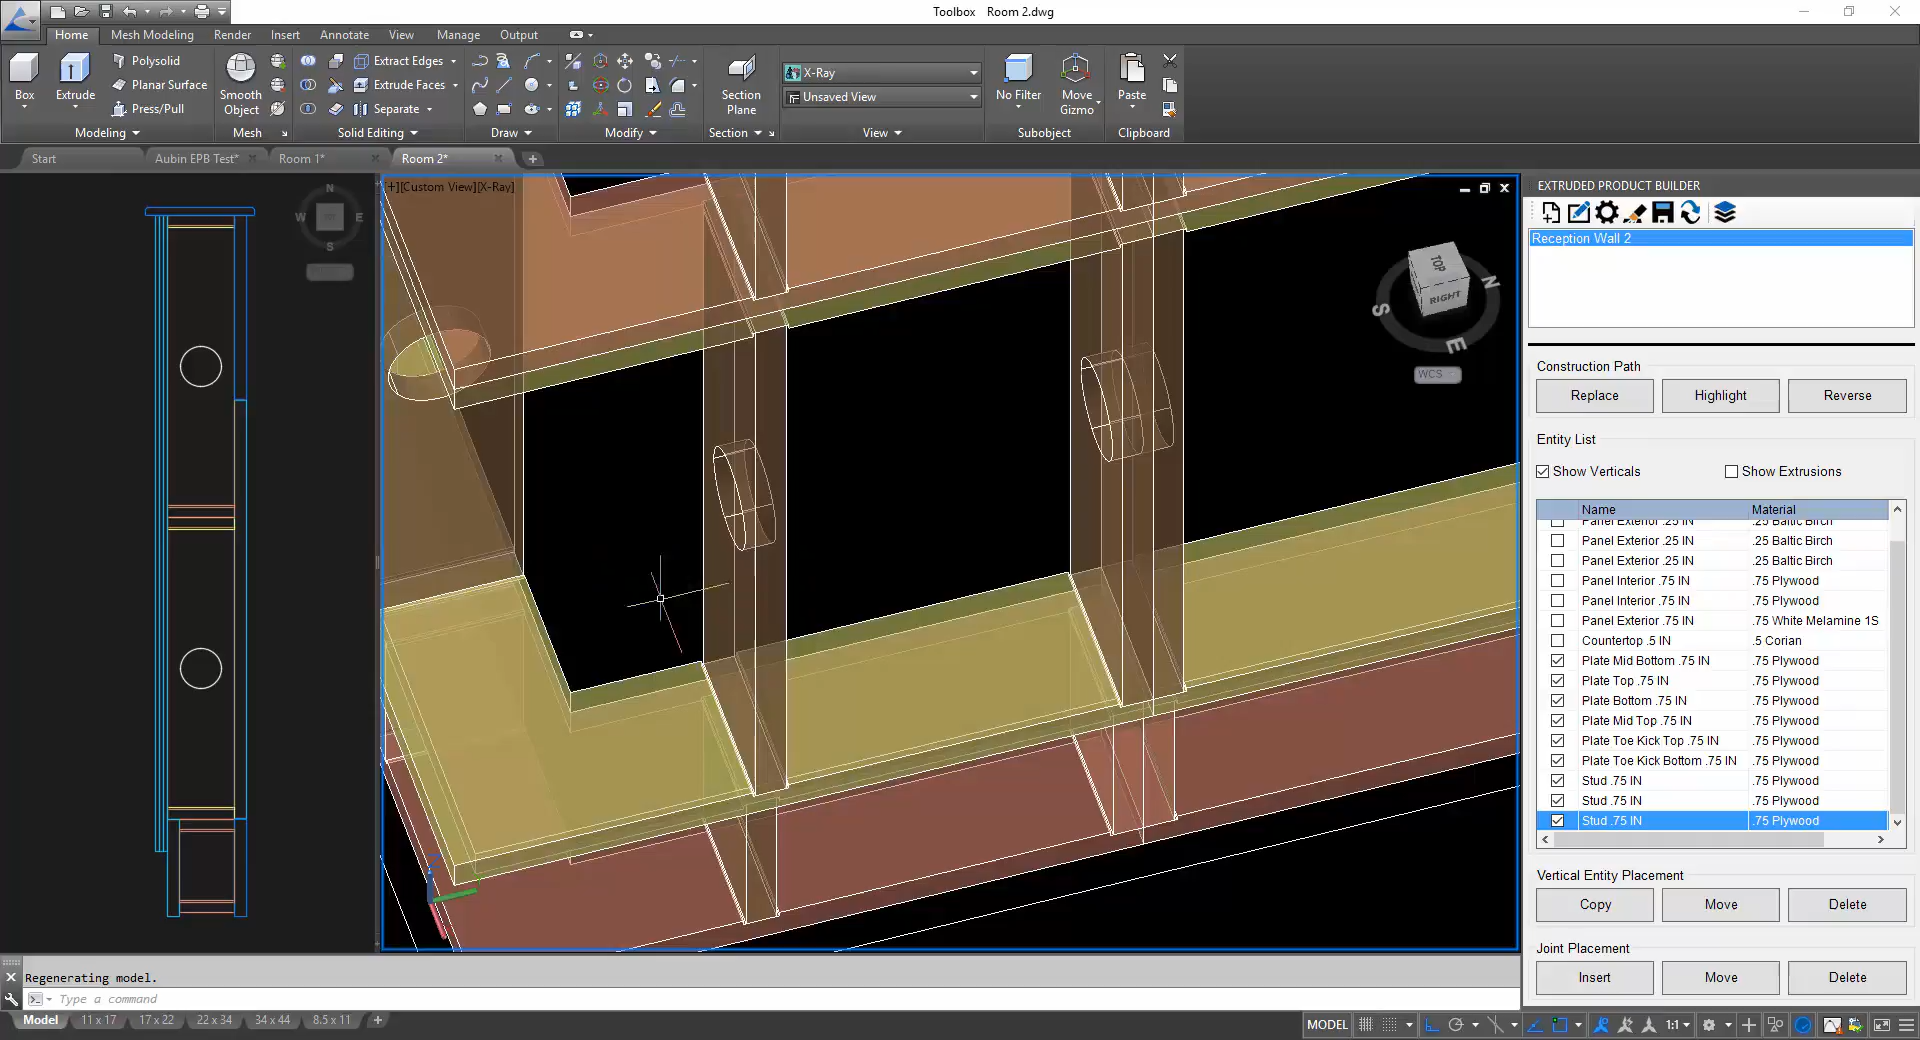 Toolbox Room 2.dwg
Home Mesh Modeling Render Insert Annotate View Manage Output
Polysolid
Planar Surface
Press/Pull
Box
Extrude
Modeling
Smooth Object
Mesh
Extract Edges
Extrude Faces
Separate
Solid Editing
Draw
Modify
Section Plane
Section
X-Ray
Unsaved View
View
No Filter
Move Gizmo
Subobject
Paste
Clipboard
Start Aubin EPB Test* Room 1* Room 2*
N
W E
S
[+][Custom View][X-Ray]
TOP
RIGHT
N
S
E
WCS
EXTRUDED PRODUCT BUILDER
Reception Wall 2
Construction Path
Replace Highlight Reverse
Entity List
Show Verticals Show Extrusions
Name Material
Panel Exterior .25 IN .25 Baltic Birch
Panel Exterior .25 IN .25 Baltic Birch
Panel Exterior .25 IN .25 Baltic Birch
Panel Interior .75 IN .75 Plywood
Panel Interior .75 IN .75 Plywood
Panel Exterior .75 IN .75 White Melamine 1S
Countertop .5 IN .5 Corian
Plate Mid Bottom .75 IN .75 Plywood
Plate Top .75 IN .75 Plywood
Plate Bottom .75 IN .75 Plywood
Plate Mid Top .75 IN .75 Plywood
Plate Toe Kick Top .75 IN .75 Plywood
Plate Toe Kick Bottom .75 IN .75 Plywood
Stud .75 IN .75 Plywood
Stud .75 IN .75 Plywood
Stud .75 IN .75 Plywood
Vertical Entity Placement
Copy Move Delete
Joint Placement
Insert Move Delete
Regenerating model.
Type a command
Model 11 x 17 17 x 22 22 x 34 34 x 44 8.5 x 11
MODEL 1:1